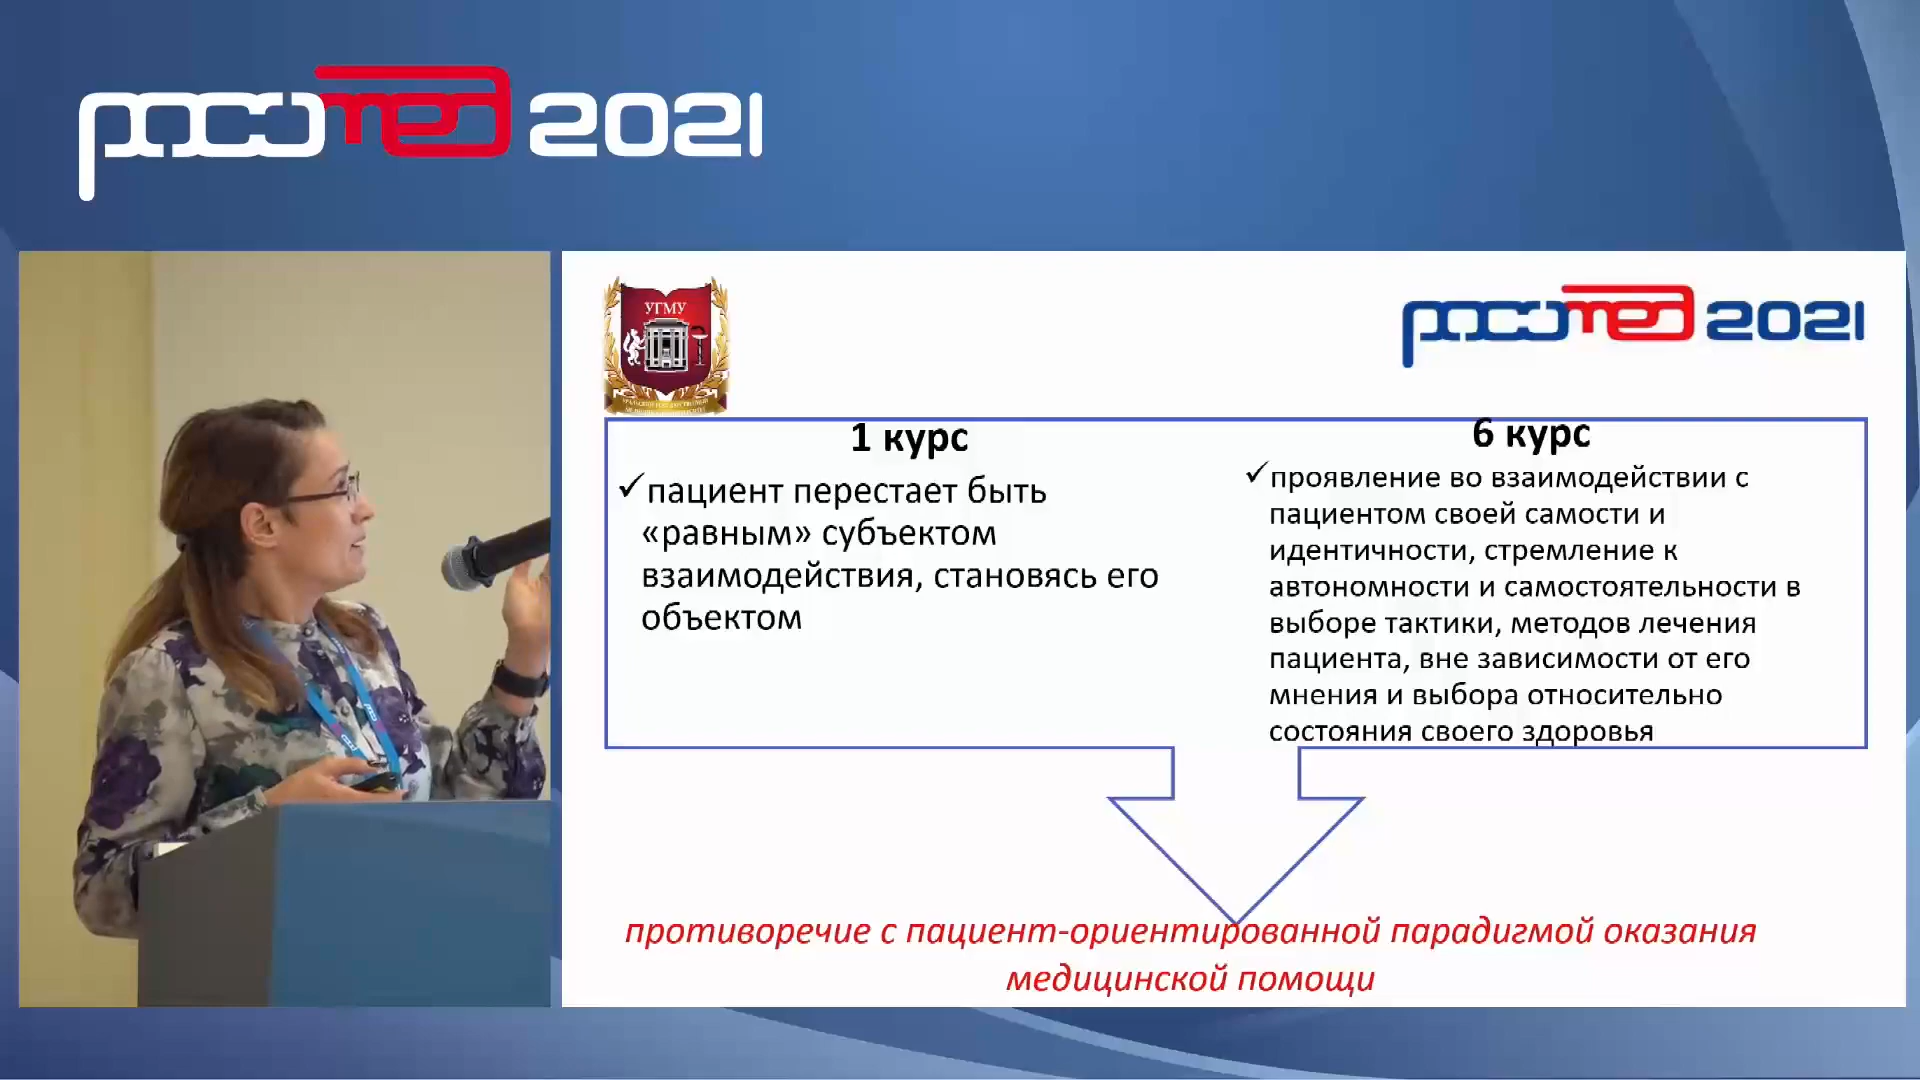 росомед 2021
УГМУ
росомед 2021
1 курс
✓пациент перестает быть
«равным» субъектом
взаимодействия, становясь его
объектом
6 курс
✓проявление во взаимодействии с
пациентом своей самости и
идентичности, стремление к
автономности и самостоятельности в
выборе тактики, методов лечения
пациента, вне зависимости от его
мнения и выбора относительно
состояния своего здоровья
противоречие с пациент-ориентированной парадигмой оказания
медицинской помощи